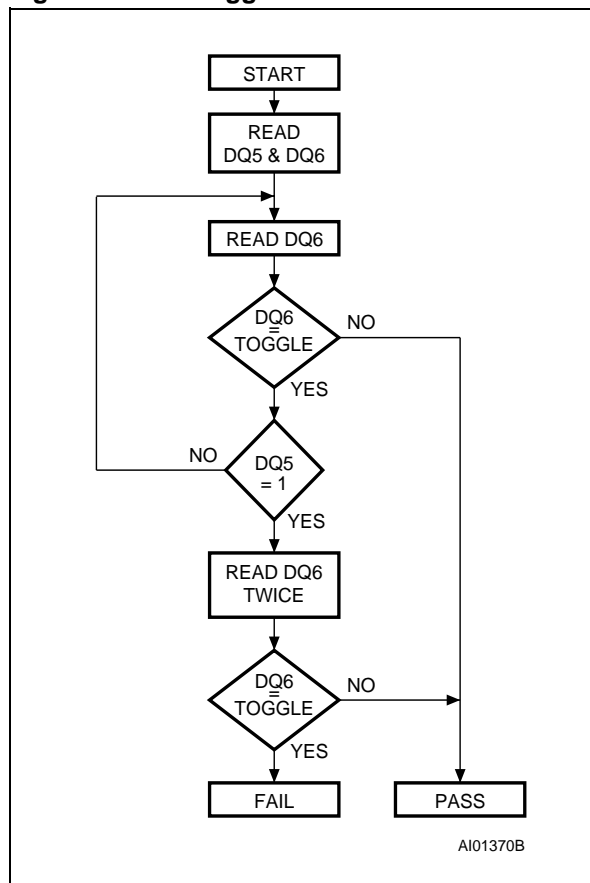 START
READ
DQ5 & DQ6
READ DQ6
DQ6
=
TOGGLE
NO
YES
NO
DQ5
= 1
YES
READ DQ6
TWICE
DQ6
=
TOGGLE
NO
YES
FAIL
PASS
AI01370B